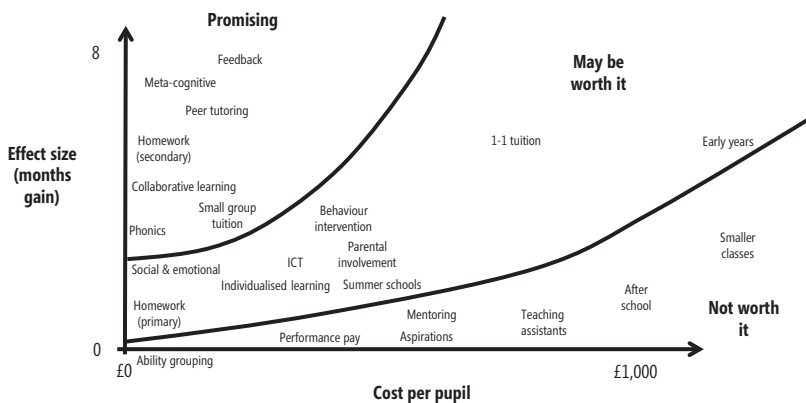 Promising
8
Feedback
May be
worth it
Meta-cognitive
Peer tutoring
Effect size
(months
gain)
Homework
(secondary)
1-1 tuition
Early years
Collaborative learning
Small group
tuition
Behaviour
intervention
Phonics
Parental
involvement
Smaller
classes
Social & emotional
ICT
Individualised learning
Summer schools
After
school
Homework
(primary)
Mentoring
Teaching
assistants
Not worth
it
Performance pay
Aspirations
0
Ability grouping
£0
£1,000
Cost per pupil